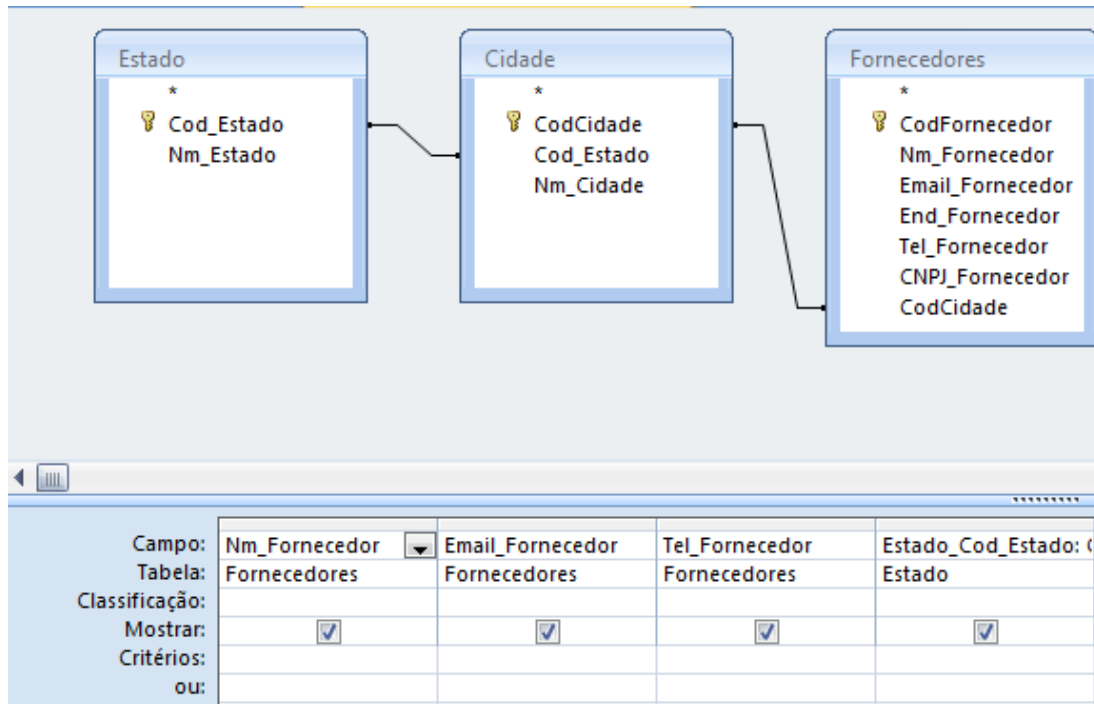 Estado
*
Cod_Estado
Nm_Estado
Cidade
*
CodCidade
Cod_Estado
Nm_Cidade
Fornecedores
*
CodFornecedor
Nm_Fornecedor
Email_Fornecedor
End_Fornecedor
Tel_Fornecedor
CNPJ_Fornecedor
CodCidade
Campo: Nm_Fornecedor Email_Fornecedor Tel_Fornecedor Estado_Cod_Estado:
Tabela: Fornecedores Fornecedores Fornecedores Estado
Classificação:
Mostrar:
Critérios:
ou: